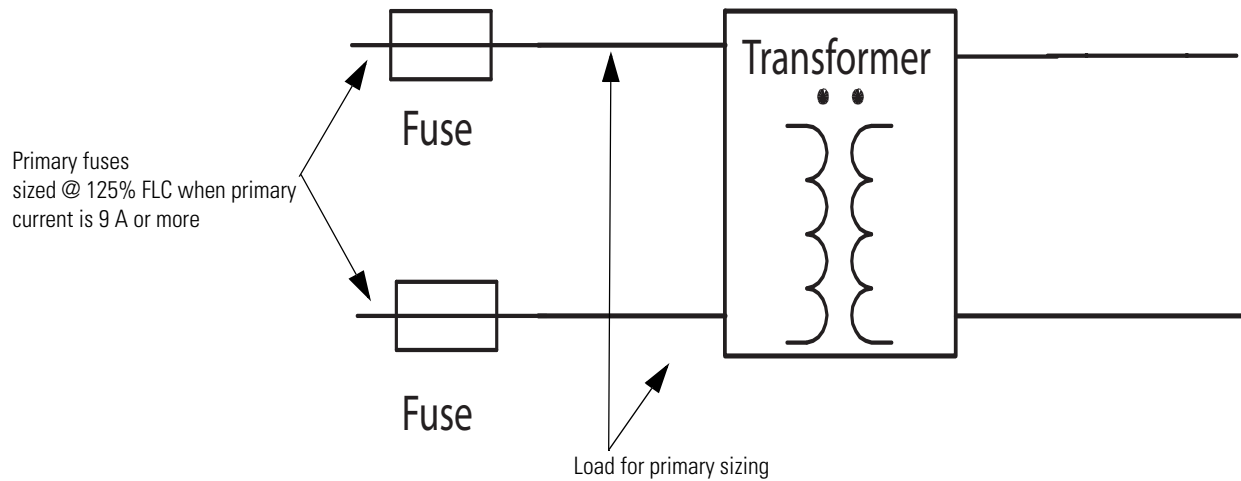 Transformer
Fuse
Primary fuses
sized @ 125% FLC when primary
current is 9 A or more
Fuse
Load for primary sizing